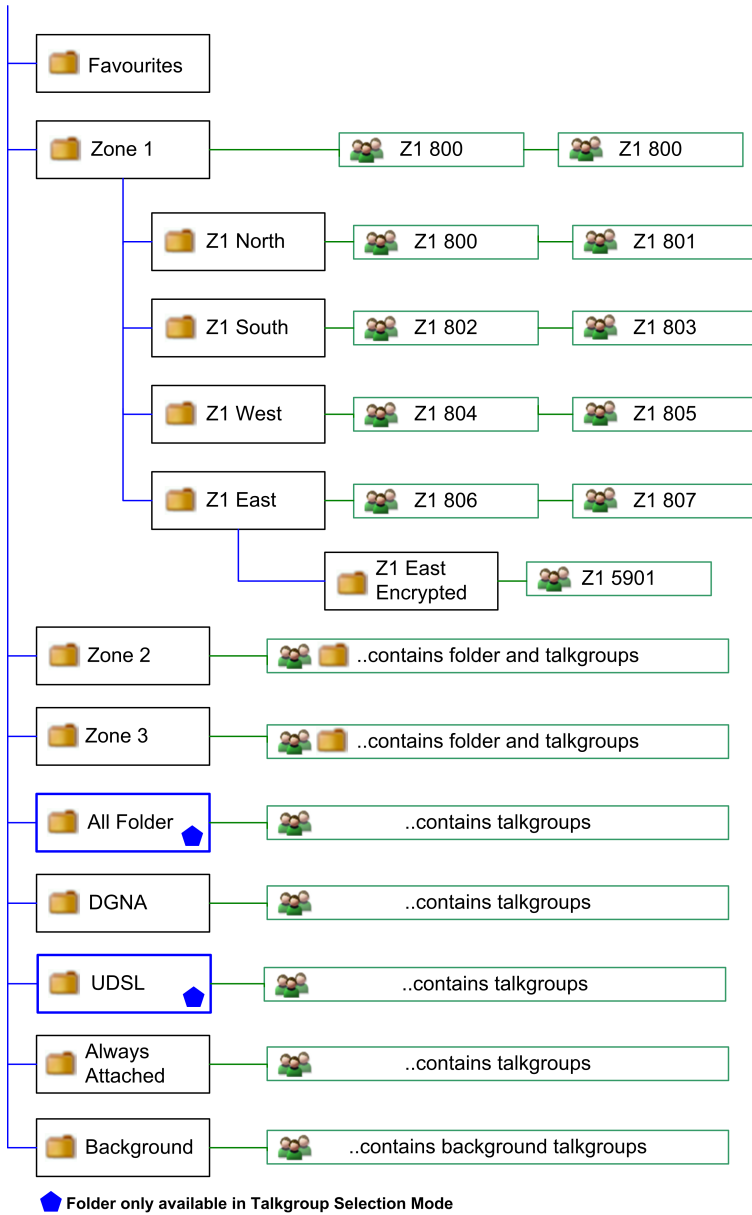 Favourites
Zone 1
Z1 800
Z1 800
Z1 North
Z1 800
Z1 801
Z1 South
Z1 802
Z1 803
Z1 West
Z1 804
Z1 805
Z1 East
Z1 806
Z1 807
Z1 East
Encrypted
Z1 5901
Zone 2
..contains folder and talkgroups
Zone 3
..contains folder and talkgroups
All Folder
..contains talkgroups
DGNA
..contains talkgroups
UDSL
..contains talkgroups
Always
Attached
..contains talkgroups
Background
..contains background talkgroups
Folder only available in Talkgroup Selection Mode